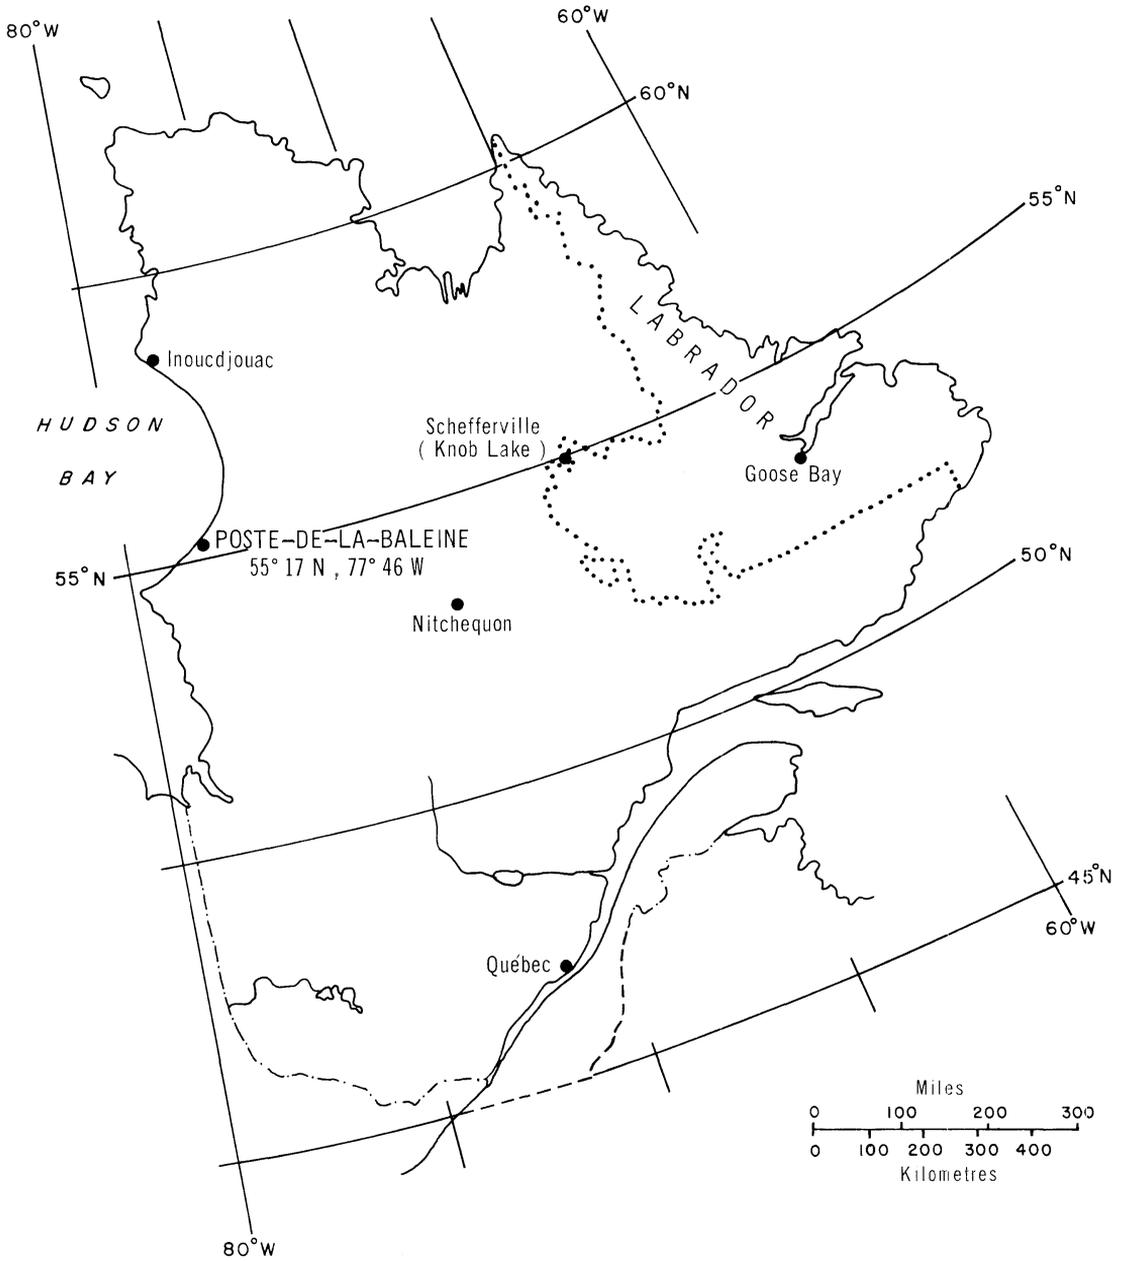 80°W
60°W
60°N
55°N
LABRADOR
Inoucdjouac
HUDSON
BAY
Schefferville
( Knob Lake )
Goose Bay
POSTE-DE-LA-BALEINE
55° 17 N , 77° 46 W
55°N
50°N
Nitchequon
45°N
60°W
Québec
Miles
0 100 200 300
0 100 200 300 400
Kilometres
80°W